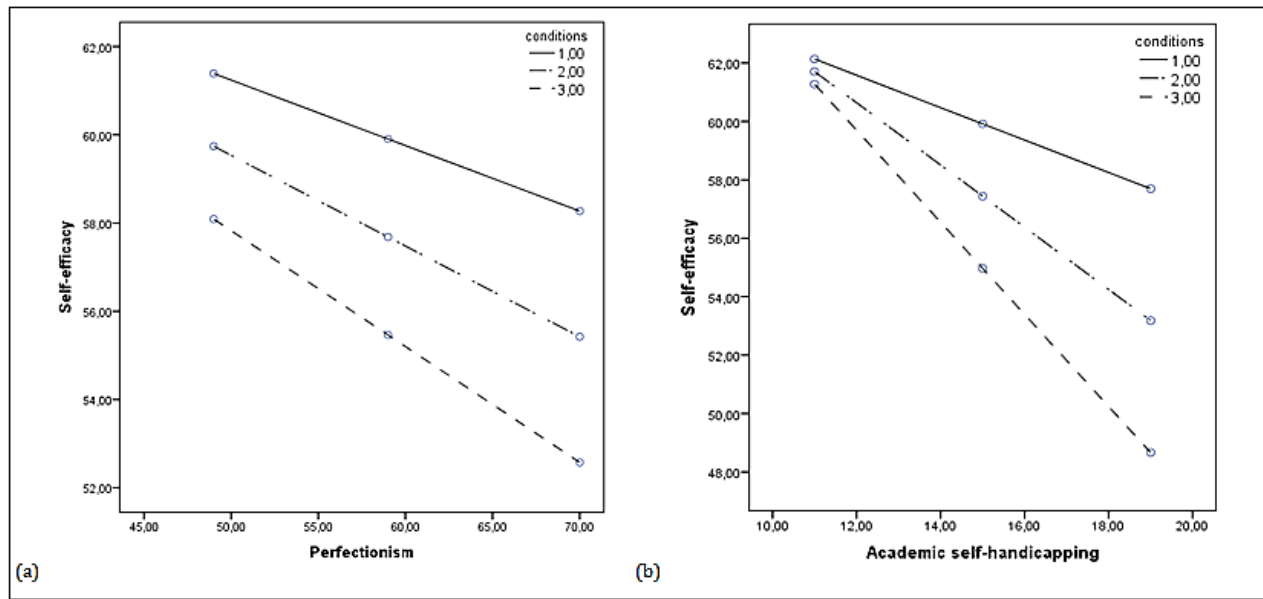 conditions
1,00
2,00
3,00
62,00
60,00
58,00
56,00
54,00
52,00
Self-efficacy
45,00 50,00 55,00 60,00 65,00 70,00
Perfectionism
(a)
conditions
1,00
2,00
3,00
62,00
60,00
58,00
56,00
54,00
52,00
50,00
48,00
Self-efficacy
10,00 12,00 14,00 16,00 18,00 20,00
Academic self-handicapping
(b)